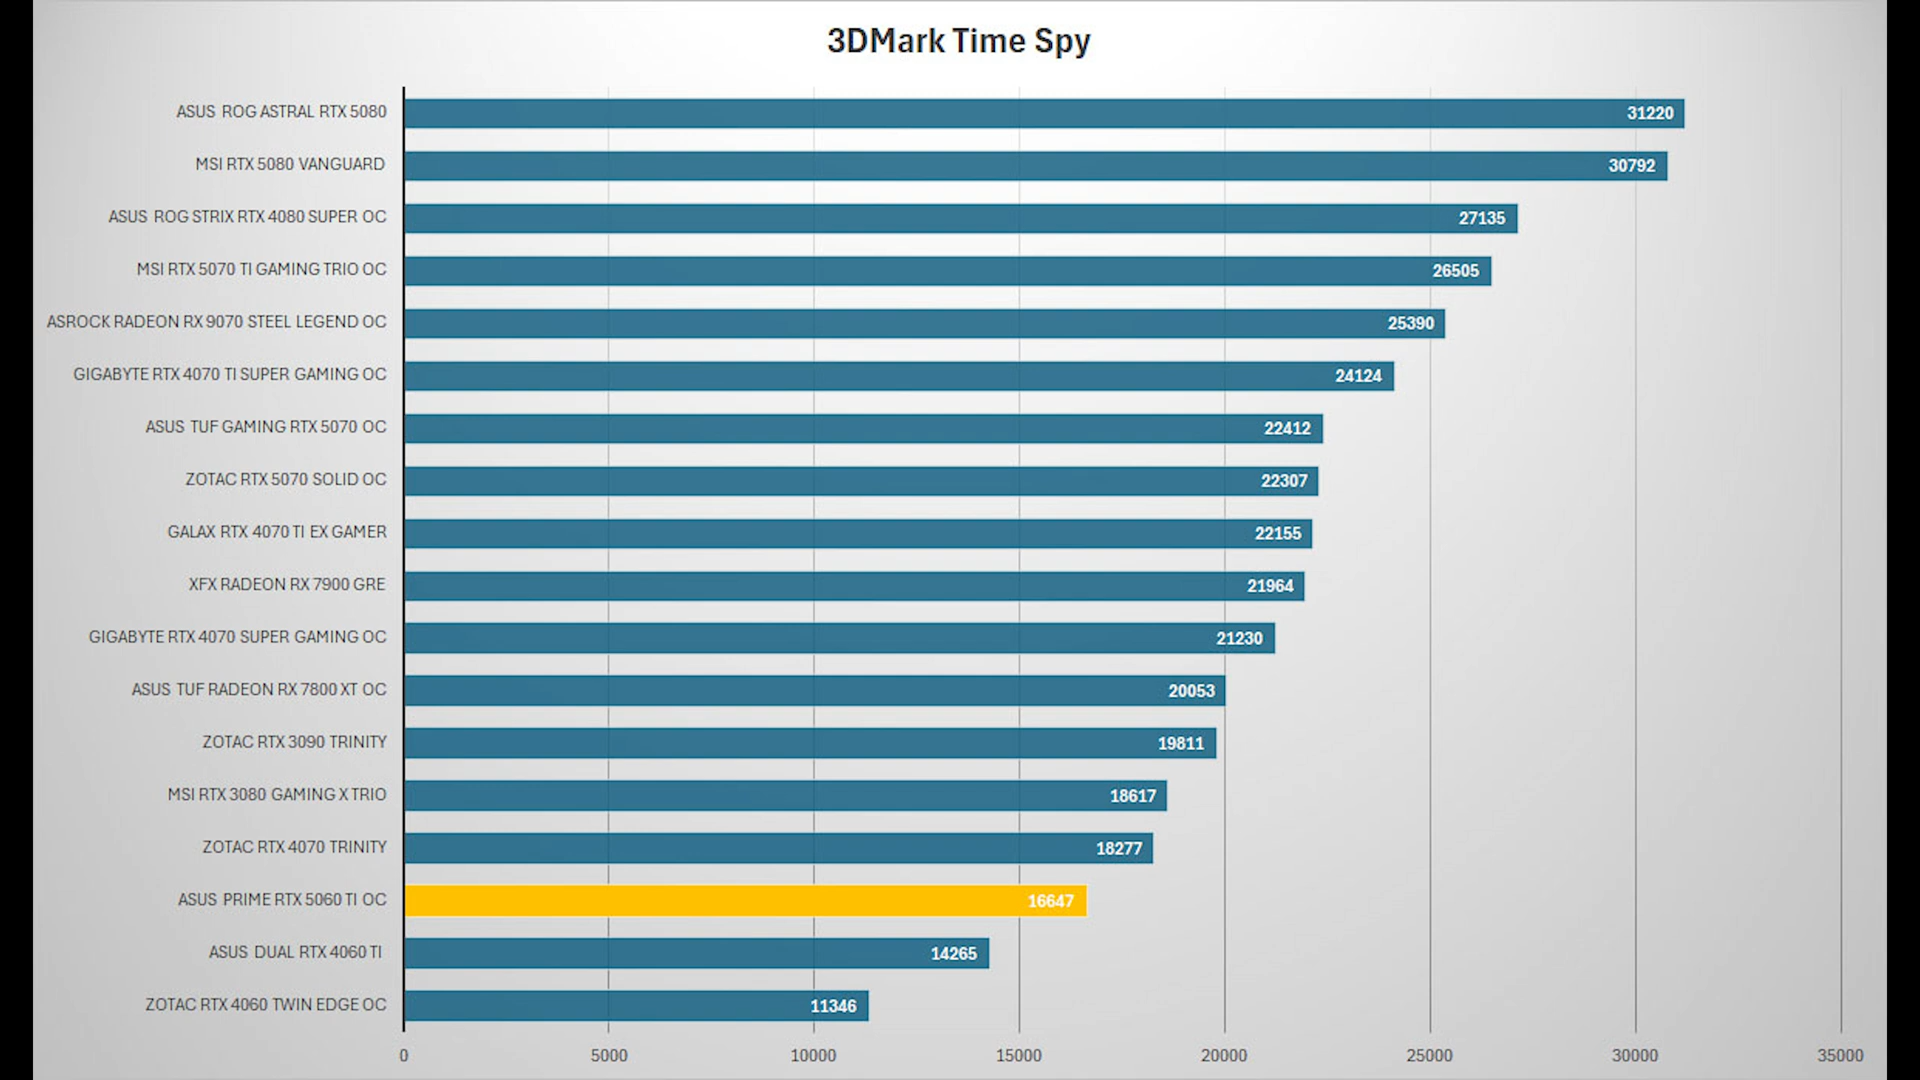 3DMark Time Spy
ASUS ROG ASTRAL RTX 5080 31220
MSI RTX 5080 VANGUARD 30792
ASUS ROG STRIX RTX 4080 SUPER OC 27135
MSI RTX 5070 TI GAMING TRIO OC 26505
ASROCK RADEON RX 9070 STEEL LEGEND OC 25390
GIGABYTE RTX 4070 TI SUPER GAMING OC 24124
ASUS TUF GAMING RTX 5070 OC 22412
ZOTAC RTX 5070 SOLID OC 22307
GALAX RTX 4070 TI EX GAMER 22155
XFX RADEON RX 7900 GRE 21964
GIGABYTE RTX 4070 SUPER GAMING OC 21230
ASUS TUF RADEON RX 7800 XT OC 20053
ZOTAC RTX 3090 TRINITY 19811
MSI RTX 3080 GAMING X TRIO 18617
ZOTAC RTX 4070 TRINITY 18277
ASUS PRIME RTX 5060 TI OC 16647
ASUS DUAL RTX 4060 TI 14265
ZOTAC RTX 4060 TWIN EDGE OC 11346
0 5000 10000 15000 20000 25000 30000 35000